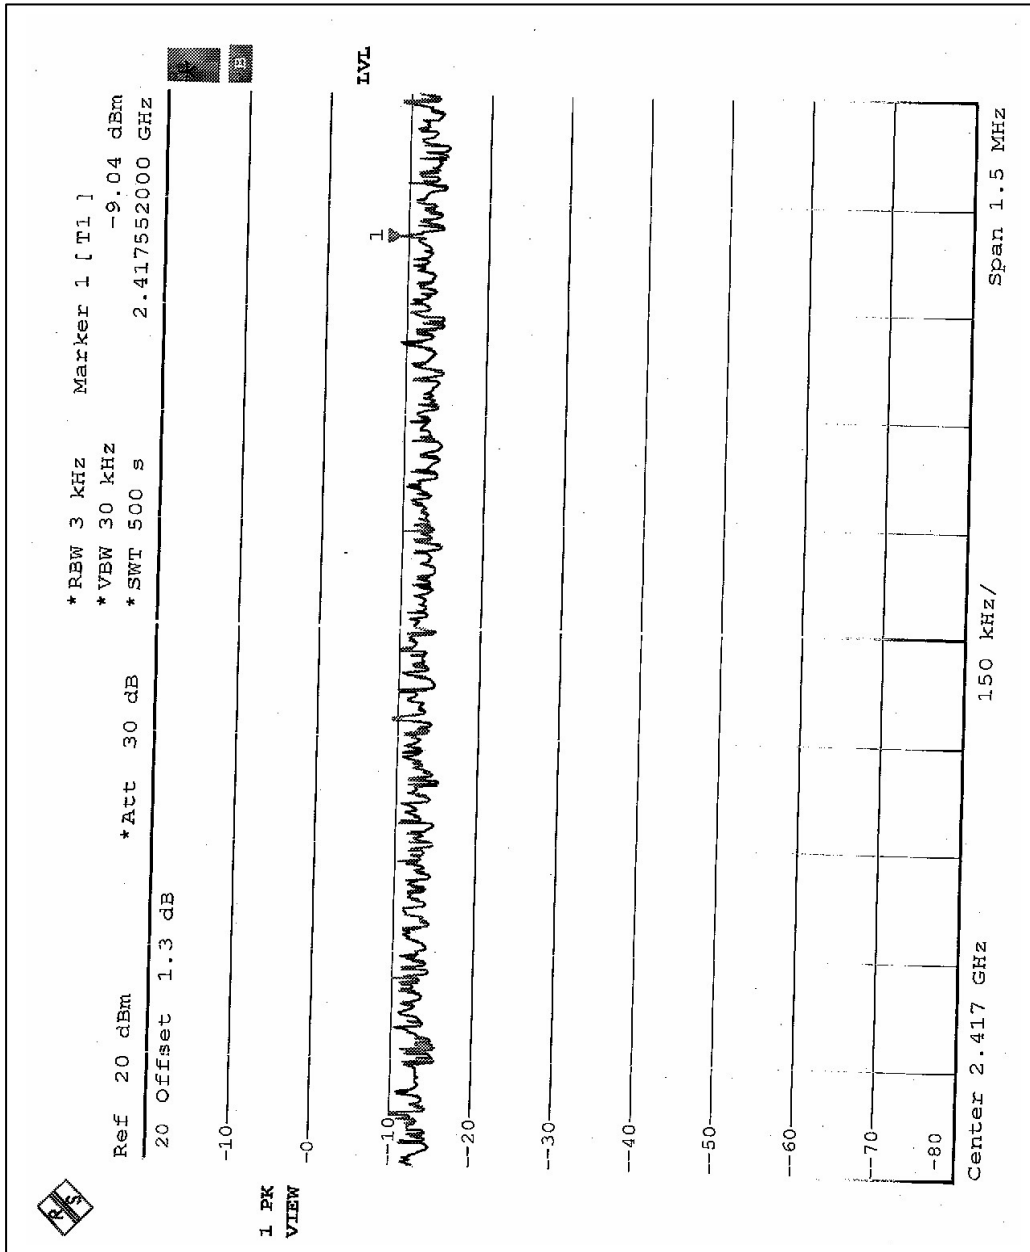 R/S
*RBW 3 kHz Marker 1 [T1 ]
*VBW 30 kHz -9.04 dBm
Ref 20 dBm *Att 30 dB *SWT 500 s 2.417552000 GHz
20 Offset 1.3 dB
B
-10
1 PK
VIEW
-0
LVL
1
--10
--20
--30
--40
--50
--60
--70
-80
Center 2.417 GHz 150 kHz/ Span 1.5 MHz